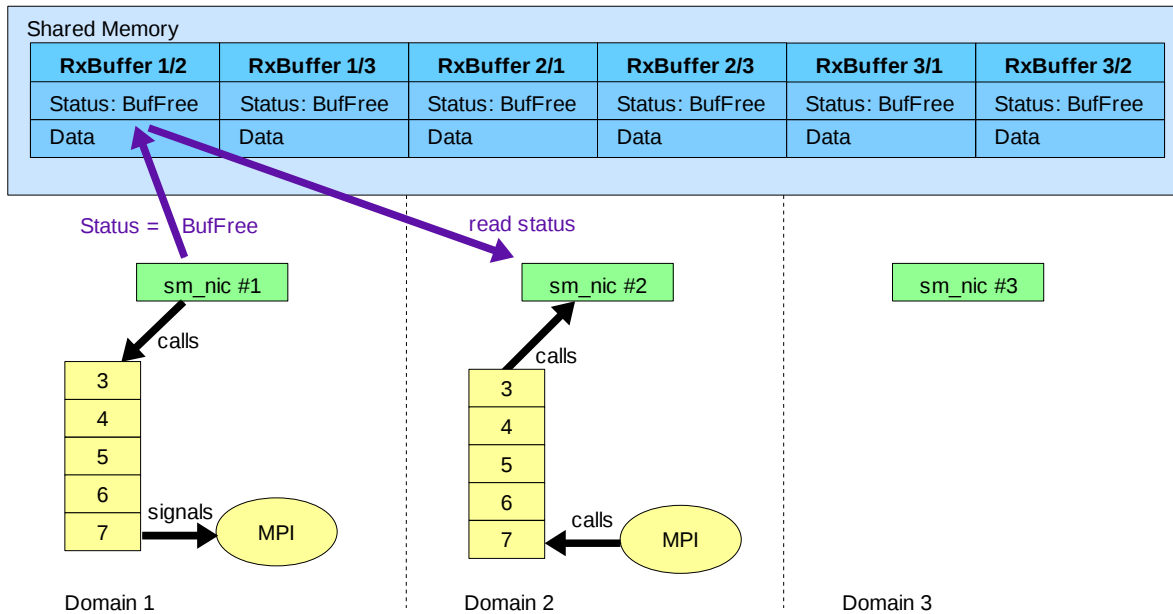 Shared Memory
RxBuffer 1/2 RxBuffer 1/3 RxBuffer 2/1 RxBuffer 2/3 RxBuffer 3/1 RxBuffer 3/2
Status: BufFree Status: BufFree Status: BufFree Status: BufFree Status: BufFree Status: BufFree
Data Data Data Data Data Data
Status = BufFree
read status
sm_nic #1 sm_nic #2 sm_nic #3
calls
calls
3
4
5
6
7
signals
MPI
3
4
5
6
7
calls
MPI
Domain 1 Domain 2 Domain 3